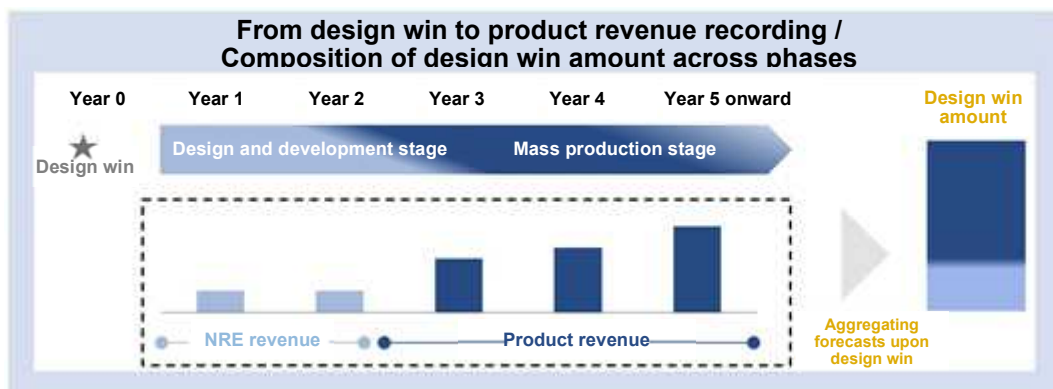 From design win to product revenue recording /
Composition of design win amount across phases
Year 0
Year 1
Year 2
Year 3
Year 4
Year 5 onward
Design win
amount
Design win
Design and development stage
Mass production stage
NRE revenue
Product revenue
Aggregating
forecasts upon
design win